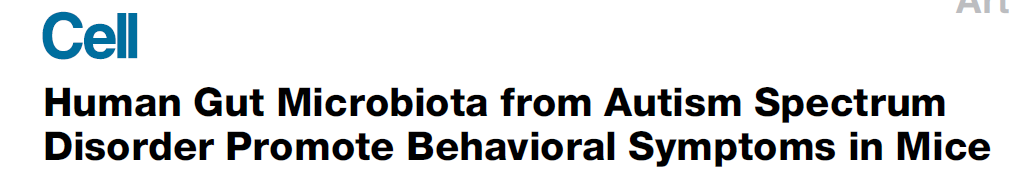 Cell
Human Gut Microbiota from Autism Spectrum
Disorder Promote Behavioral Symptoms in Mice